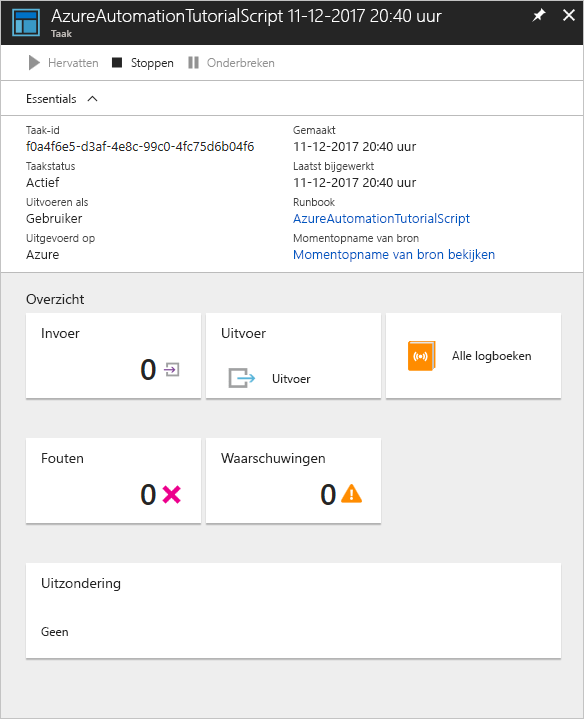 AzureAutomationTutorialScript 11-12-2017 20:40 uur
Taak
Hervatten Stoppen Onderbreken
Essentials
Taak-id
f0a4f6e5-d3af-4e8c-99c0-4fc75d6b04f6
Taakstatus
Actief
Uitvoeren als
Gebruiker
Uitgevoerd op
Azure
Gemaakt
11-12-2017 20:40 uur
Laatst bijgewerkt
11-12-2017 20:40 uur
Runbook
AzureAutomationTutorialScript
Momentopname van bron
Momentopname van bron bekijken
Overzicht
Invoer
0
Uitvoer
Uitvoer
Alle logboeken
Fouten
0
Waarschuwingen
0
Uitzondering
Geen